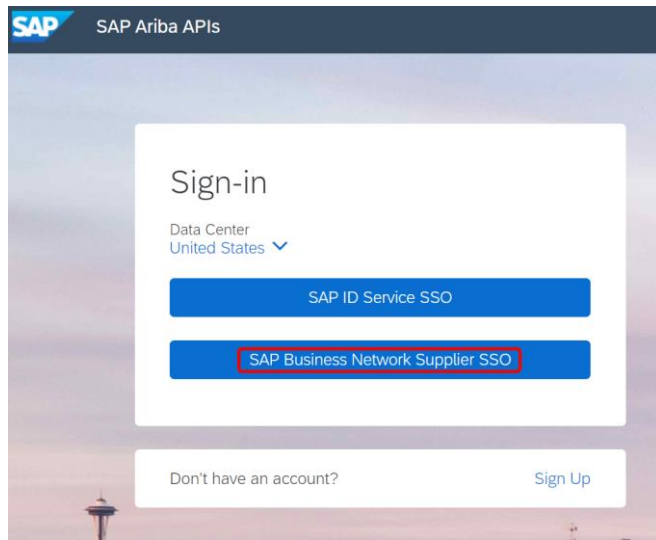 SAP SAP Ariba APIs
Sign-in
Data Center
United States
SAP ID Service SSO
SAP Business Network Supplier SSO
Don't have an account? Sign Up